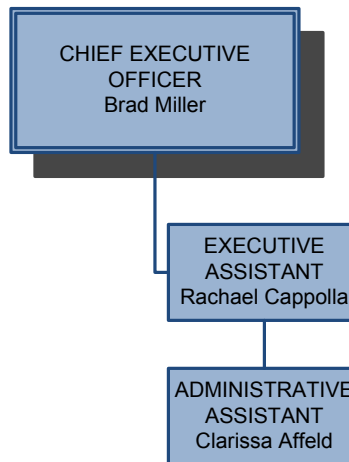 CHIEF EXECUTIVE
OFFICER
Brad Miller
EXECUTIVE
ASSISTANT
Rachael Cappolla
ADMINISTRATIVE
ASSISTANT
Clarissa Affeld